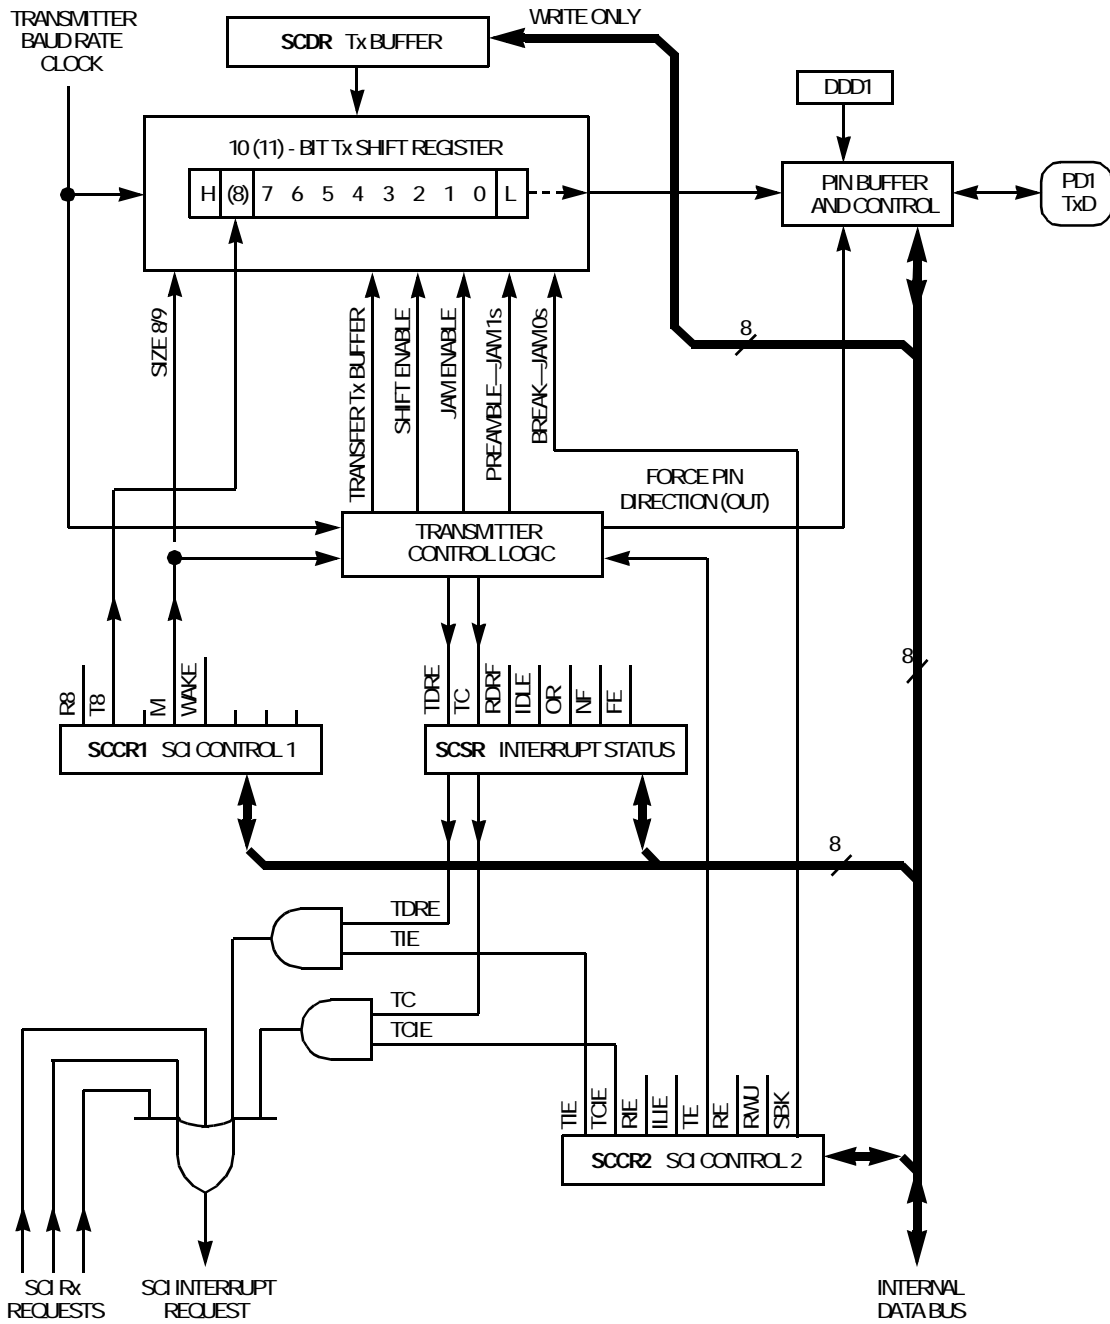 TRANSMITTER
BAUD RATE
CLOCK
SCDR Tx BUFFER
WRITE ONLY
DDD1
10 (11) - BIT Tx SHIFT REGISTER
H (8) 7 6 5 4 3 2 1 0 L
PIN BUFFER
AND CONTROL
PD1
TxD
SIZE 8/9
TRANSFER Tx BUFFER
SHIFT ENABLE
JAM ENABLE
PREAMBLE—JAM 1s
BREAK—JAM 0s
8
FORCE PIN
DIRECTION (OUT)
TRANSMITTER
CONTROL LOGIC
8
R8
T8
M
WAKE
TDRE
TC
RDRF
IDLE
OR
NF
FE
SCCR1 SCI CONTROL 1
SCSR INTERRUPT STATUS
8
TDRE
TIE
TC
TCIE
TIE
TCIE
RIE
ILIE
TE
RE
RWU
SBK
SCCR2 SCI CONTROL 2
SCI Rx
REQUESTS
SCI INTERRUPT
REQUEST
INTERNAL
DATA BUS